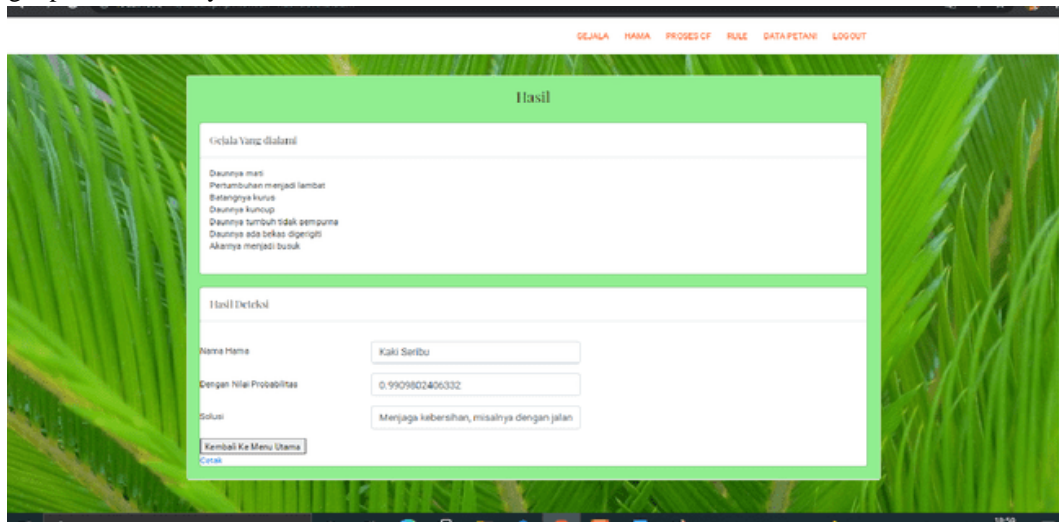 GEJALA HAMA PROSES CF RULE DATA PETANI LOGOUT
Hasil
Gejala Yang dialami
Daunnya mati
Pertumbuhan menjadi lambat
Batangnya kurus
Daunnya kuncup
Daunnya tumbuh tidak sempurna
Daunnya ada bekas digerigiti
Akarnya menjadi busuk
Hasil Deteksi
Nama Hama
Kaki Seribu
Dengan Nilai Probabilitas
0.9909802406332
Solusi
Menjaga kebersihan, misalnya dengan jalan
Kembali Ke Menu Utama
Cetak